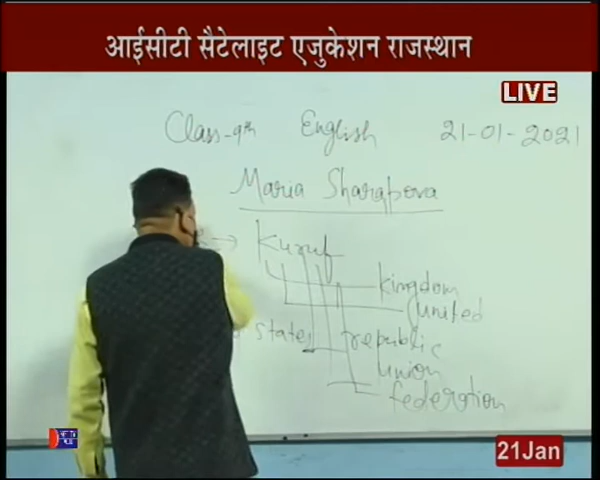 आईसीटी सैटेलाइट एजुकेशन राजस्थान
LIVE
Class-9th English 21-01-2021
Maria Sharapova
Kuruf
kingdom
united
states republic
union
federation
21Jan